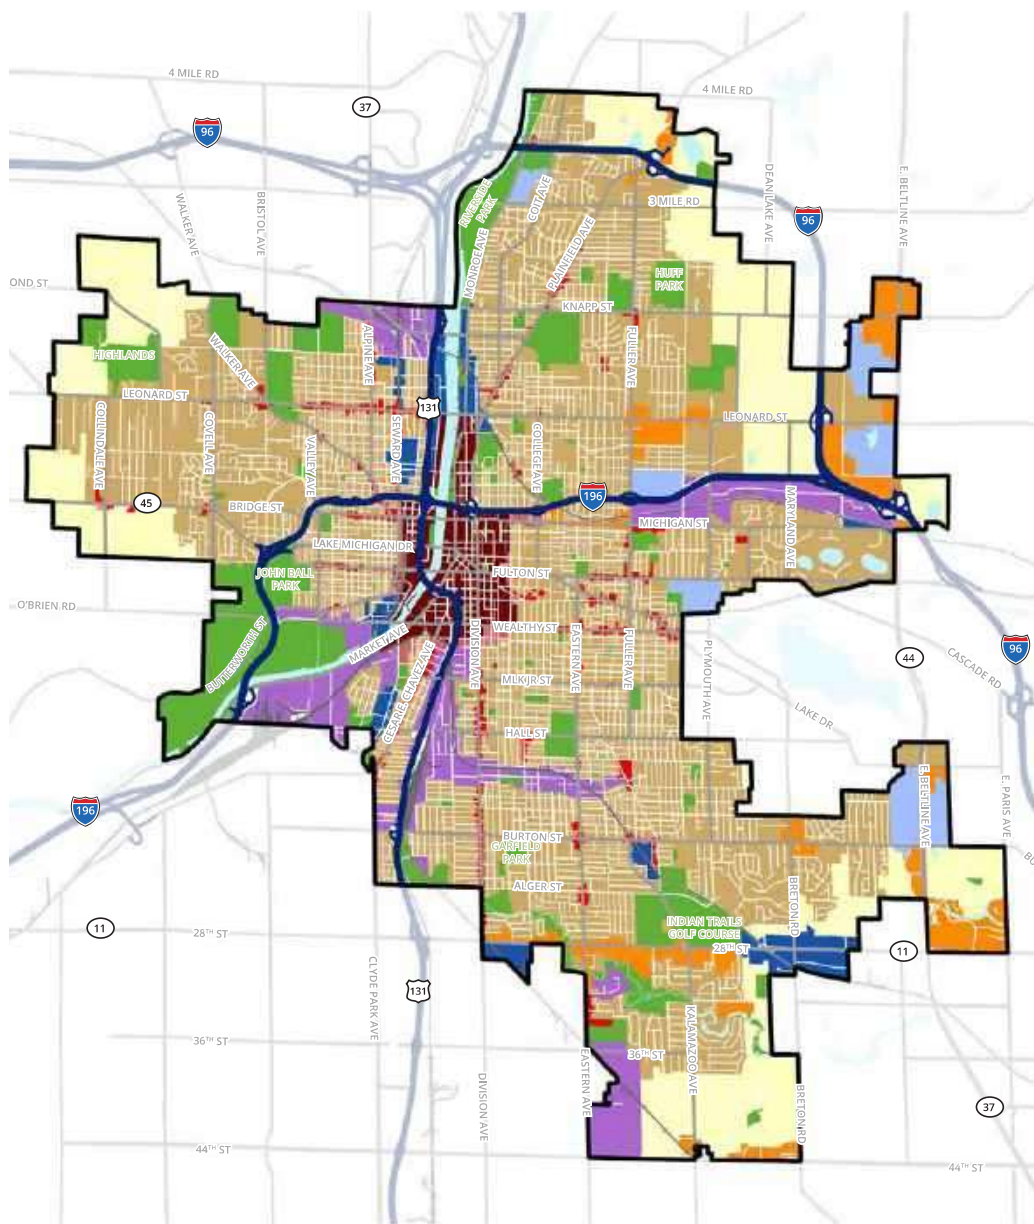 4 MILE RD
37
96
4 MILE RD
WALKER AVE
BRISTOL AVE
RIVERSIDE
PARK
COIT AVE
DEAN LAKE AVE
E. BELTLINE AVE
3 MILE RD
96
MONROE AVE
PLAINFIELD AVE
OND ST
HUFF
PARK
KNAPP ST
ALPINE AVE
FULLER AVE
HIGHLANDS
WALKER AVE
LEONARD ST
131
LEONARD ST
COLLINDALE AVE
COVELL AVE
VALLEY AVE
SEWARD AVE
COLLEGE AVE
45
BRIDGE ST
196
MICHIGAN ST
MARYLAND AVE
LAKE MICHIGAN DR
JOHN BALL
PARK
FULTON ST
O'BRIEN RD
BUTTERWORTH ST
MARKET AVE
WEALTHY ST
DIVISION AVE
EASTERN AVE
FULLER AVE
PLYMOUTH AVE
44
CASCADE RD
96
CESAR E. CHAVEZ AVE
MLK JR ST
LAKE DR
HALL ST
196
E. BELTLINE AVE
E. PARIS AVE
BURTON ST
GARFIELD
PARK
BU
ALGER ST
BRETON RD
11
28TH ST
INDIAN TRAILS
GOLF COURSE
28TH ST
11
CLYDE PARK AVE
131
36TH ST
DIVISION AVE
EASTERN AVE
36TH ST
KALAMAZOO AVE
BRETON RD
37
44TH ST
44TH ST